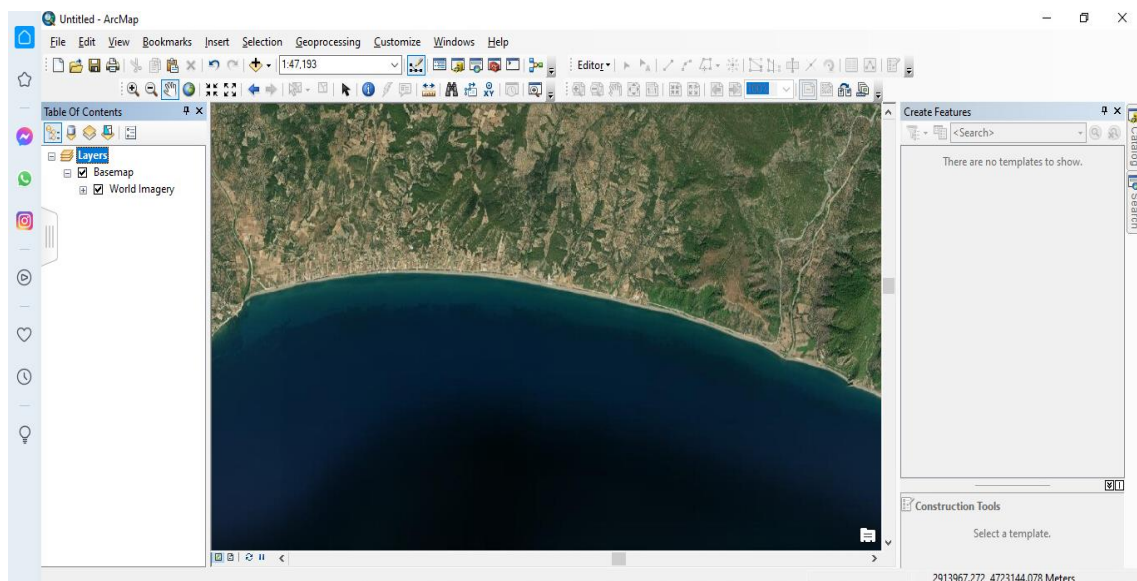 Untitled - ArcMap
File Edit View Bookmarks Insert Selection Geoprocessing Customize Windows Help
1:47,193
Editor
Table Of Contents
Create Features
<Search>
Layers
There are no templates to show.
Basemap
World Imagery
Catalog
Search
Construction Tools
Select a template.
2913967.272 4723144.078 Meters